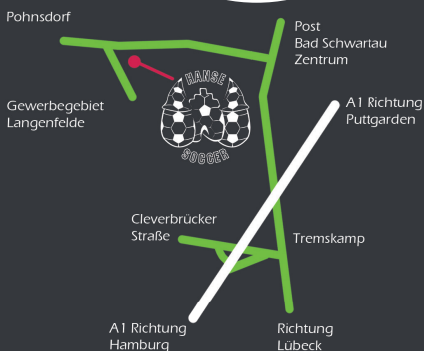 Pohnsdorf
Post
Bad Schwartau
Zentrum
HANSE
SOCCER
Gewerbegebiet
Langenfelde
A1 Richtung
Puttgarden
Cleverbrücker
Straße
Tremskamp
A1 Richtung
Hamburg
Richtung
Lübeck